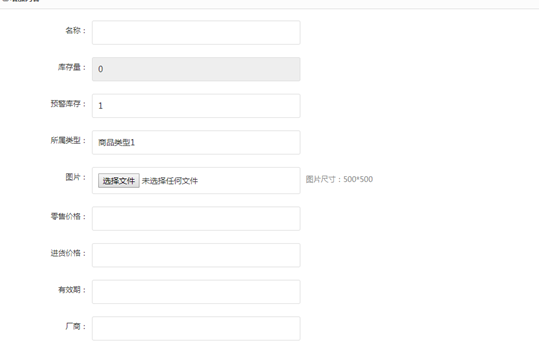 名称：
库存量： 0
预警库存： 1
所属类型： 商品类型1
图片： 选择文件 未选择任何文件 图片尺寸：500*500
零售价格：
进货价格：
有效期：
厂商：